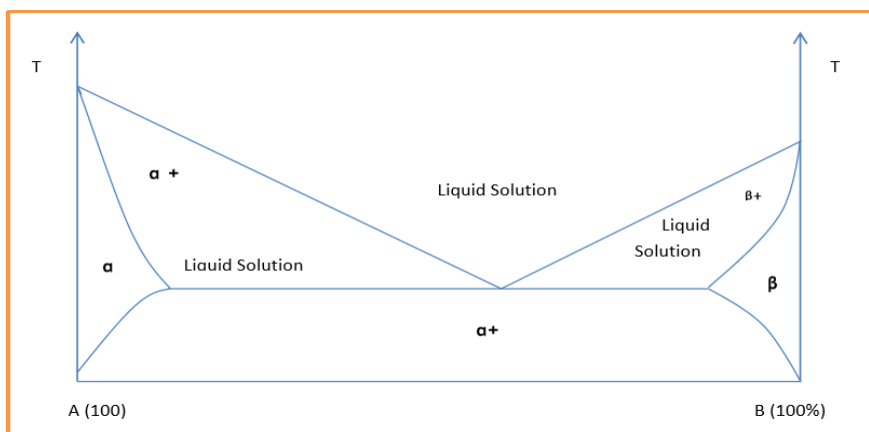 T
T
α +
Liquid Solution
β+
Liquid
Solution
α
Liauid Solution
β
α+
A (100)
B (100%)